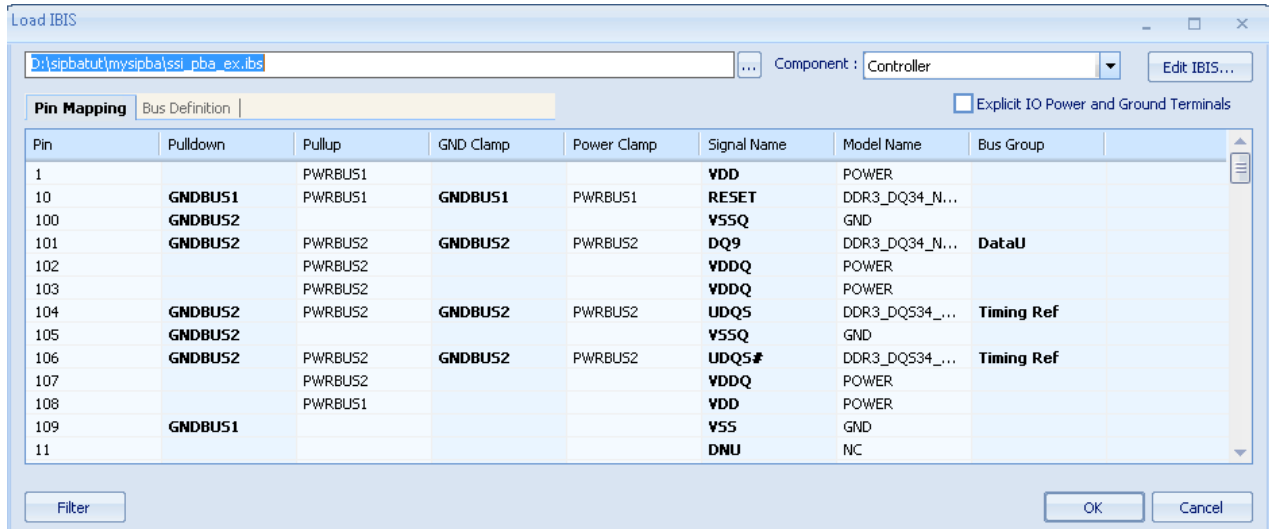 Load IBIS
D:\sipbatut\mysipba\ssi_pba_ex.ibs ... Component : Controller Edit IBIS...
Pin Mapping Bus Definition Explicit IO Power and Ground Terminals
Pin Pulldown Pullup GND Clamp Power Clamp Signal Name Model Name Bus Group
1 PWRBUS1 VDD POWER
10 GNDBUS1 PWRBUS1 GNDBUS1 PWRBUS1 RESET DDR3_DQ34_N...
100 GNDBUS2 VSSQ GND
101 GNDBUS2 PWRBUS2 GNDBUS2 PWRBUS2 DQ9 DDR3_DQ34_N... DataU
102 PWRBUS2 VDDQ POWER
103 PWRBUS2 VDDQ POWER
104 GNDBUS2 PWRBUS2 GNDBUS2 PWRBUS2 UDQS DDR3_DQS34_... Timing Ref
105 GNDBUS2 VSSQ GND
106 GNDBUS2 PWRBUS2 GNDBUS2 PWRBUS2 UDQS# DDR3_DQS34_... Timing Ref
107 PWRBUS2 VDDQ POWER
108 PWRBUS1 VDD POWER
109 GNDBUS1 VSS GND
11 DNU NC
Filter OK Cancel